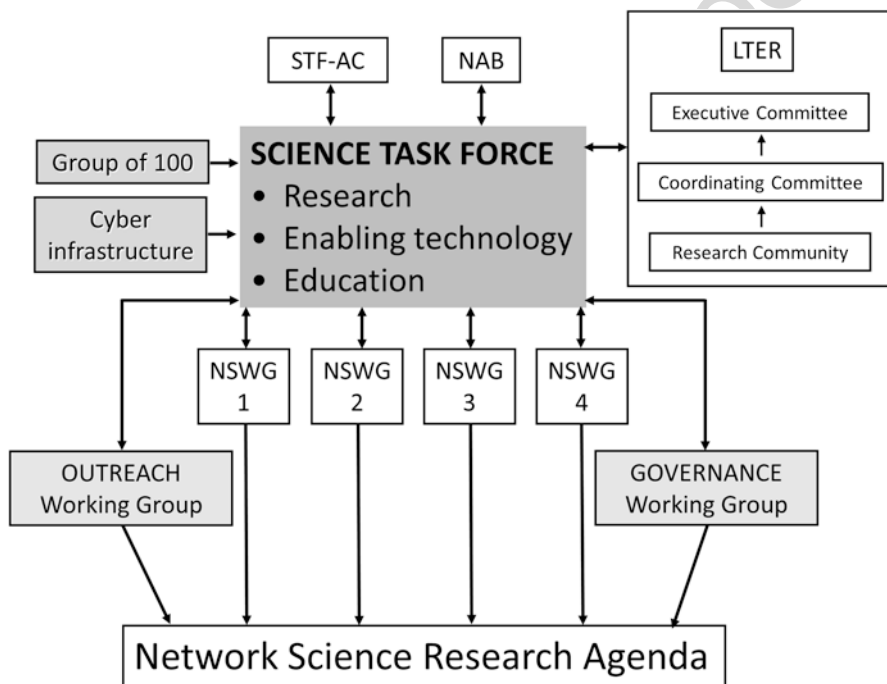 STF-AC
NAB
LTER
Executive Committee
Coordinating Committee
Research Community
Group of 100
Cyber
infrastructure
SCIENCE TASK FORCE
• Research
• Enabling technology
• Education
NSWG
1
NSWG
2
NSWG
3
NSWG
4
OUTREACH
Working Group
GOVERNANCE
Working Group
Network Science Research Agenda